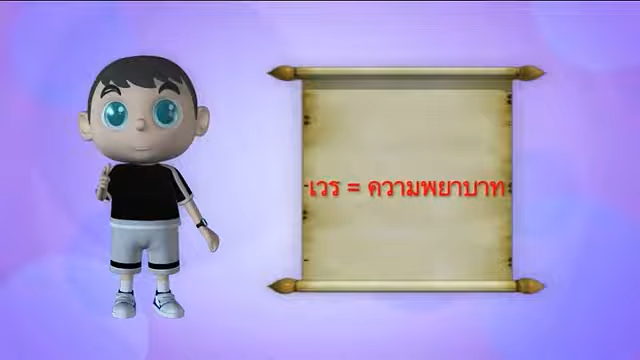 เวร = ความพยาบาท